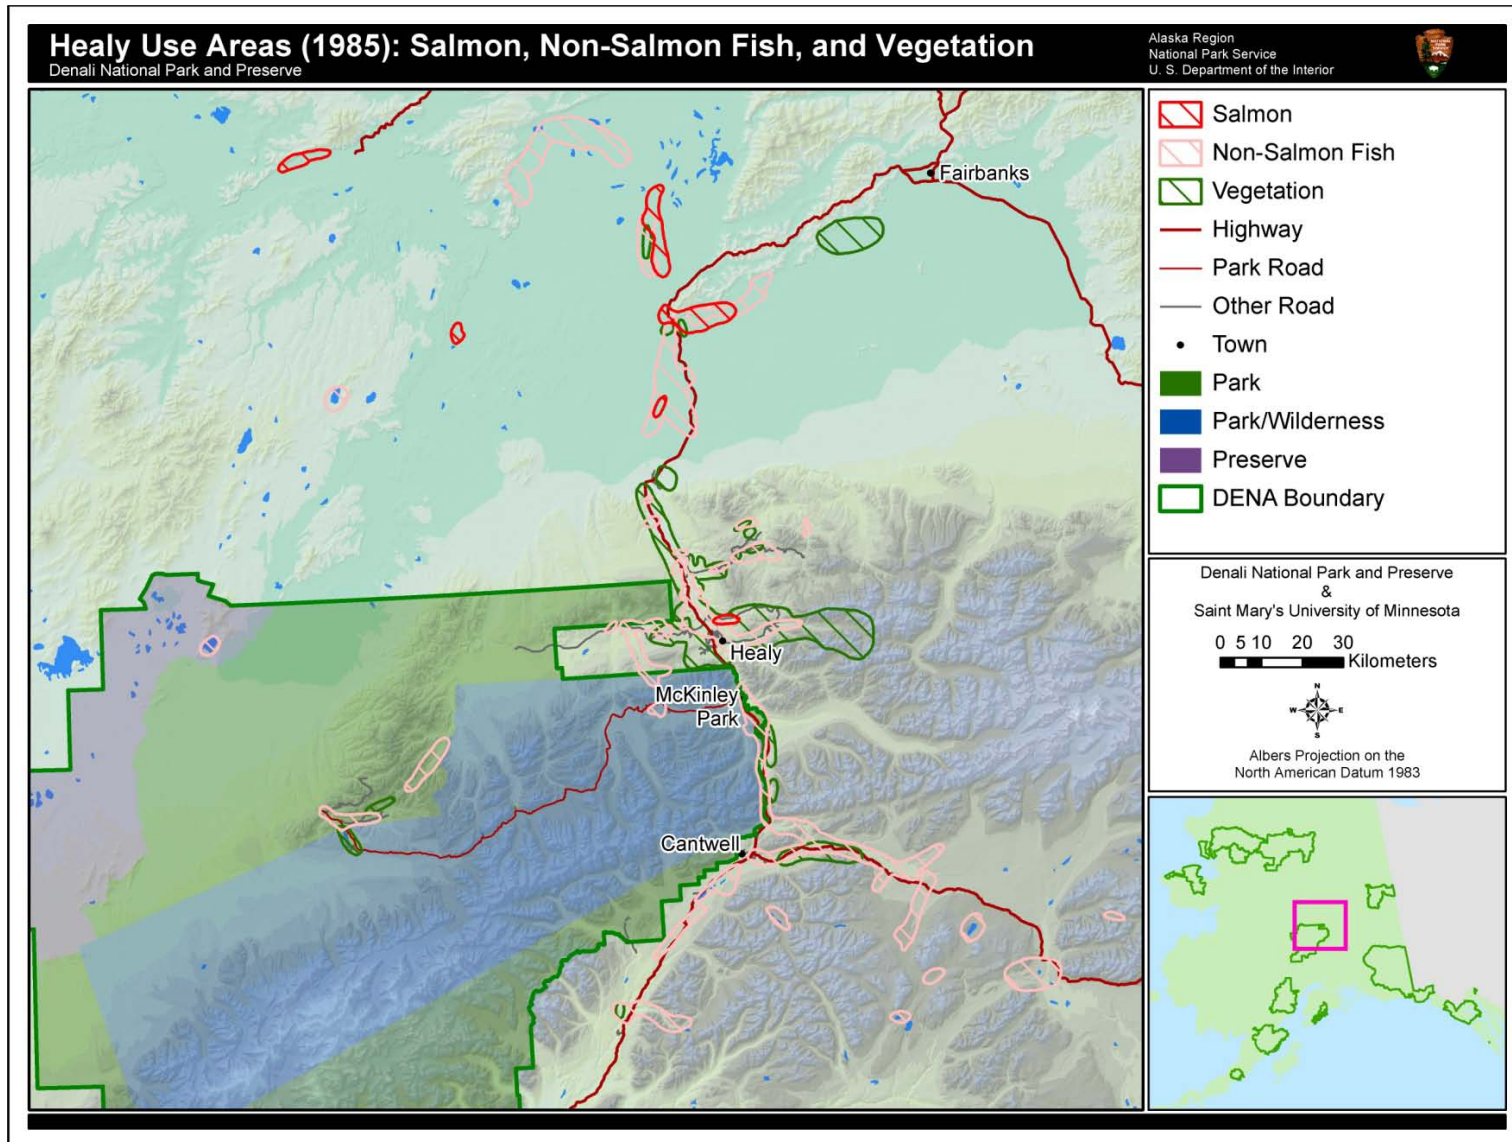 Healy Use Areas (1985): Salmon, Non-Salmon Fish, and Vegetation
Denali National Park and Preserve
Alaska Region
National Park Service
U. S. Department of the Interior
Salmon
Non-Salmon Fish
Vegetation
Highway
Park Road
Other Road
Town
Park
Park/Wilderness
Preserve
DENA Boundary
Fairbanks
Healy
McKinley
Park
Cantwell
Denali National Park and Preserve
&
Saint Mary's University of Minnesota
0 5 10 20 30
Kilometers
N
W E
S
Albers Projection on the
North American Datum 1983